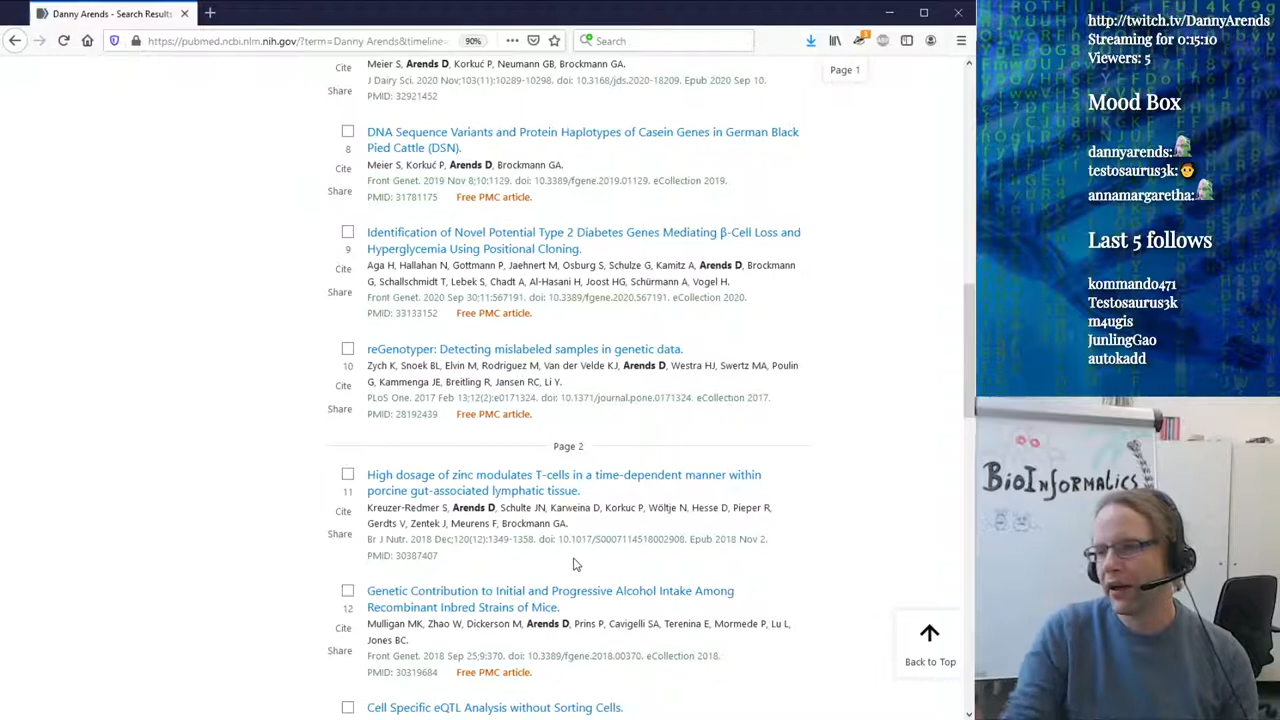 Danny Arends - Search Results
https://pubmed.ncbi.nlm.nih.gov/?term=Danny Arends&timeline
90%
Search
3
Page 1
Cite
Meier S, Arends D, Korkuć P, Neumann GB, Brockmann GA.
J Dairy Sci. 2020 Nov;103(11):10289-10298. doi: 10.3168/jds.2020-18209. Epub 2020 Sep 10.
Share
PMID: 32921452
DNA Sequence Variants and Protein Haplotypes of Casein Genes in German Black
Pied Cattle (DSN).
8
Meier S, Korkuć P, Arends D, Brockmann GA.
Cite
Front Genet. 2019 Nov 8;10:1129. doi: 10.3389/fgene.2019.01129. eCollection 2019.
Share
PMID: 31781175 Free PMC article.
Identification of Novel Potential Type 2 Diabetes Genes Mediating β-Cell Loss and
Hyperglycemia Using Positional Cloning.
9
Aga H, Hallahan N, Gottmann P, Jaehnert M, Osburg S, Schulze G, Kamitz A, Arends D, Brockmann
Cite
G, Schallschmidt T, Lebek S, Chadt A, Al-Hasani H, Joost HG, Schürmann A, Vogel H.
Share
Front Genet. 2020 Sep 30;11:567191. doi: 10.3389/fgene.2020.567191. eCollection 2020.
PMID: 33133152 Free PMC article.
reGenotyper: Detecting mislabeled samples in genetic data.
10
Zych K, Snoek BL, Elvin M, Rodriguez M, Van der Velde KJ, Arends D, Westra HJ, Swertz MA, Poulin
Cite
G, Kammenga JE, Breitling R, Jansen RC, Li Y.
PLoS One. 2017 Feb 13;12(2):e0171324. doi: 10.1371/journal.pone.0171324. eCollection 2017.
Share
PMID: 28192439 Free PMC article.
Page 2
High dosage of zinc modulates T-cells in a time-dependent manner within
porcine gut-associated lymphatic tissue.
11
Kreuzer-Redmer S, Arends D, Schulte JN, Karweina D, Korkuc P, Wöltje N, Hesse D, Pieper R,
Cite
Gerdts V, Zentek J, Meurens F, Brockmann GA.
Share
Br J Nutr. 2018 Dec;120(12):1349-1358. doi: 10.1017/S0007114518002908. Epub 2018 Nov 2.
PMID: 30387407
Genetic Contribution to Initial and Progressive Alcohol Intake Among
Recombinant Inbred Strains of Mice.
12
Mulligan MK, Zhao W, Dickerson M, Arends D, Prins P, Cavigelli SA, Terenina E, Mormede P, Lu L,
Cite
Jones BC.
Share
Front Genet. 2018 Sep 25;9:370. doi: 10.3389/fgene.2018.00370. eCollection 2018.
PMID: 30319684 Free PMC article.
Cell Specific eQTL Analysis without Sorting Cells.
Back to Top
http://twitch.tv/DannyArends
Streaming for 0:15:10
Viewers: 5
Mood Box
dannyarends:
testosaurus3k:
annamargaretha:
Last 5 follows
kommando471
Testosaurus3k
m4ugis
JunlingGao
autokadd
BioInformatics